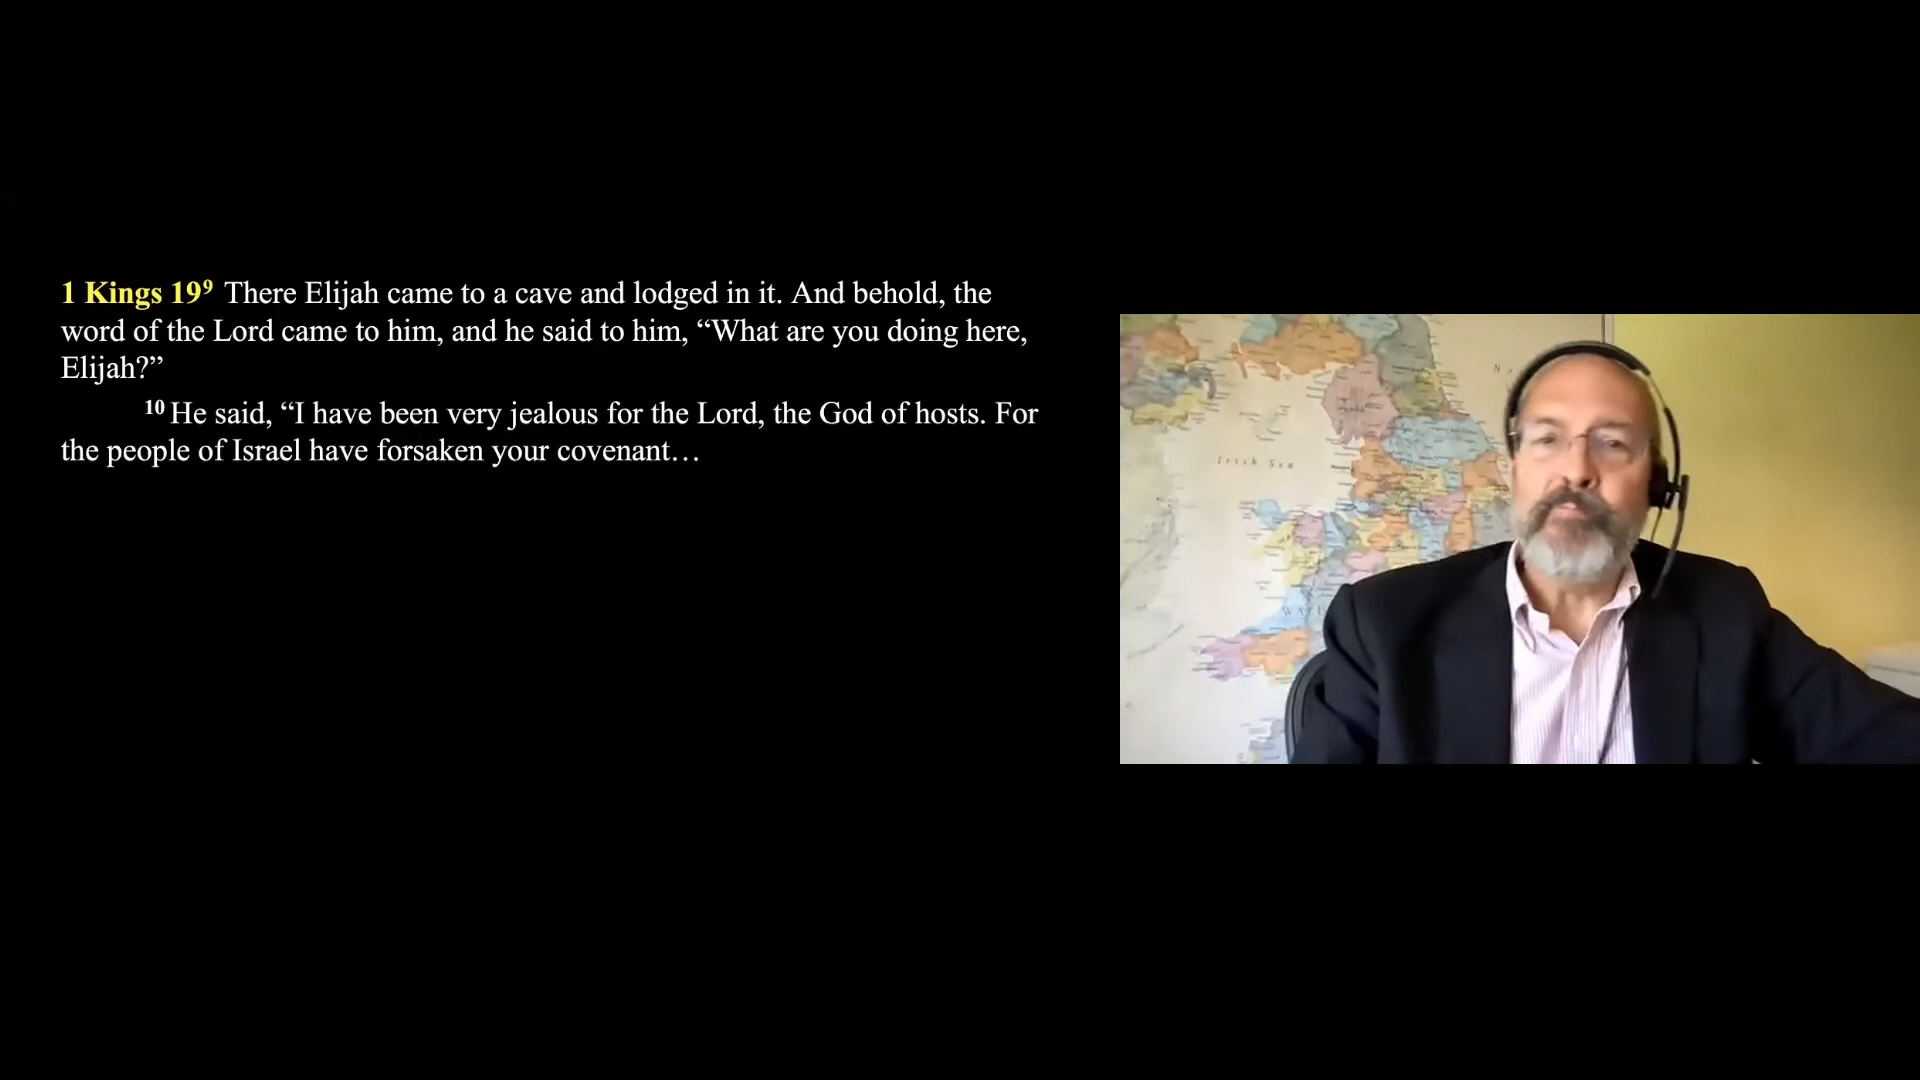 1 Kings 19⁹ There Elijah came to a cave and lodged in it. And behold, the
word of the Lord came to him, and he said to him, “What are you doing here,
Elijah?”
¹⁰ He said, “I have been very jealous for the Lord, the God of hosts. For
the people of Israel have forsaken your covenant…
Irish Sea